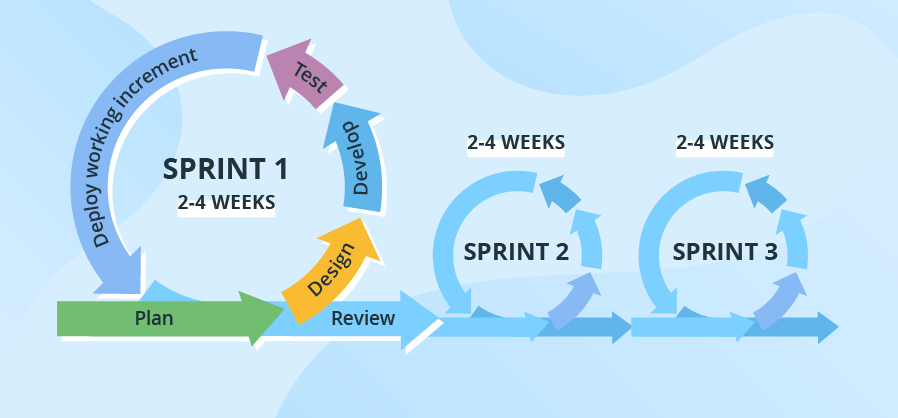 Deploy working increment
Test
Develop
Design
SPRINT 1
2-4 WEEKS
Plan
Review
2-4 WEEKS
SPRINT 2
2-4 WEEKS
SPRINT 3